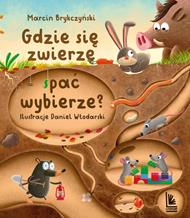 Marcin Brykczyński
Gdzie się
zwierzę
spać
wybierze?
Ilustracje Daniel Włodarski